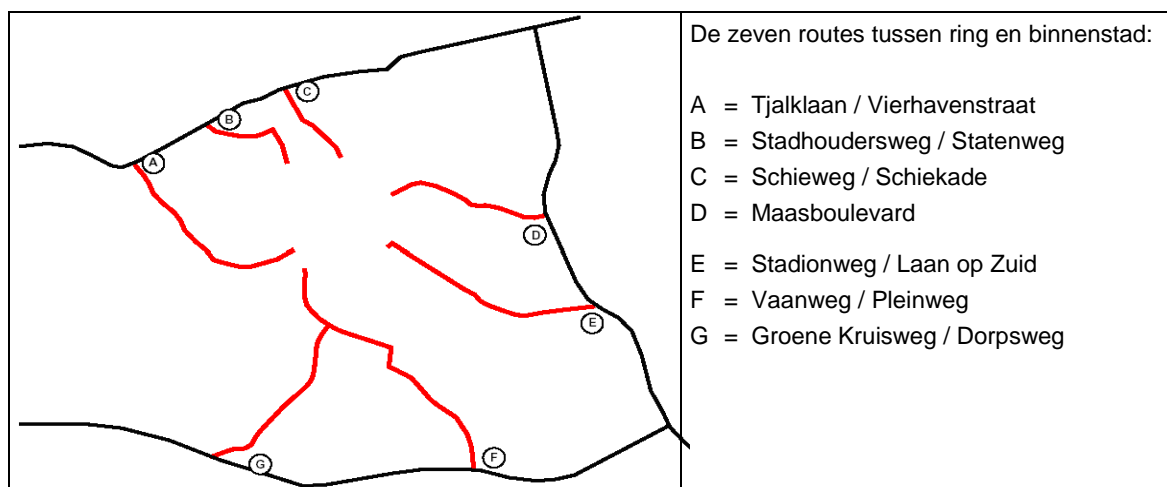 De zeven routes tussen ring en binnenstad:
A = Tjalklaan / Vierhavenstraat
B = Stadhoudersweg / Statenweg
C = Schieweg / Schiekade
D = Maasboulevard
E = Stadionweg / Laan op Zuid
F = Vaanweg / Pleinweg
G = Groene Kruisweg / Dorpsweg
C
B
A
D
E
F
G